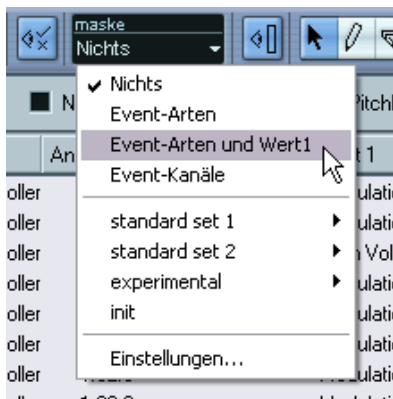 maske
Nichts
Nichts
Event-Arten
Event-Arten und Wert1
Event-Kanäle
standard set 1
standard set 2
experimental
init
Einstellungen...